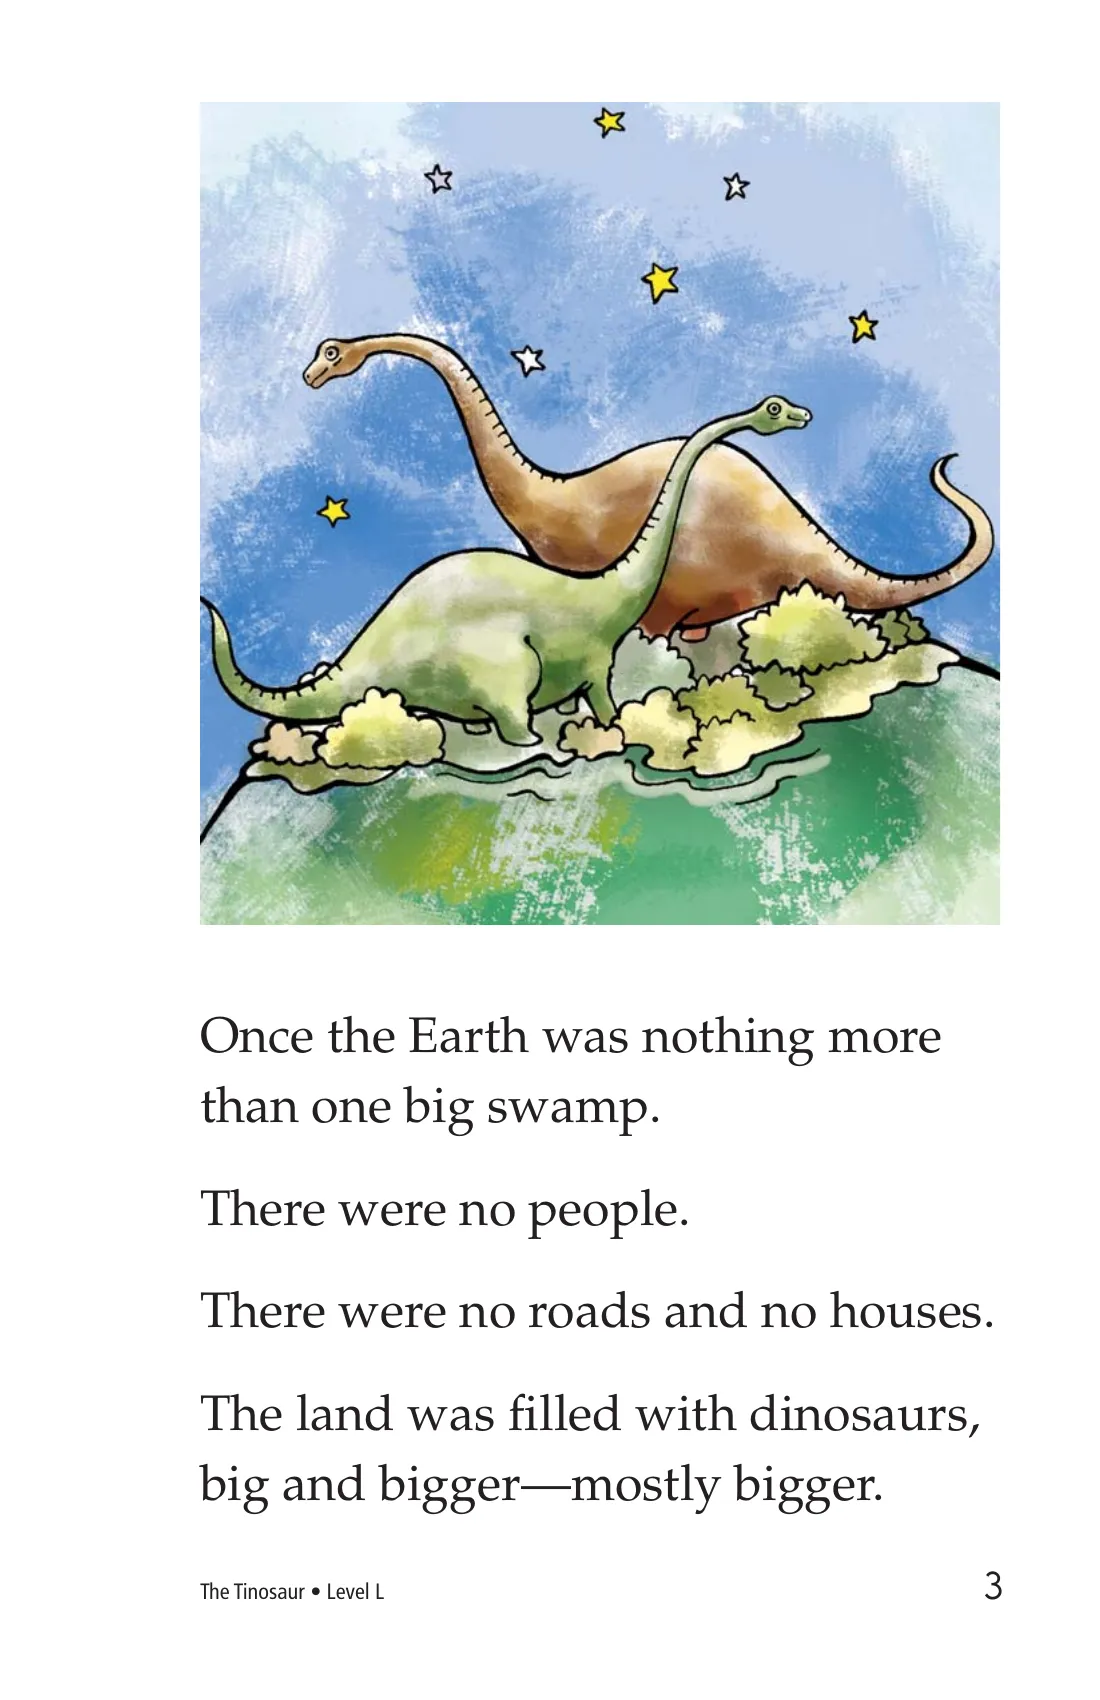 Once the Earth was nothing more
than one big swamp.
There were no people.
There were no roads and no houses.
The land was filled with dinosaurs,
big and bigger—mostly bigger.
The Tinosaur • Level L
3